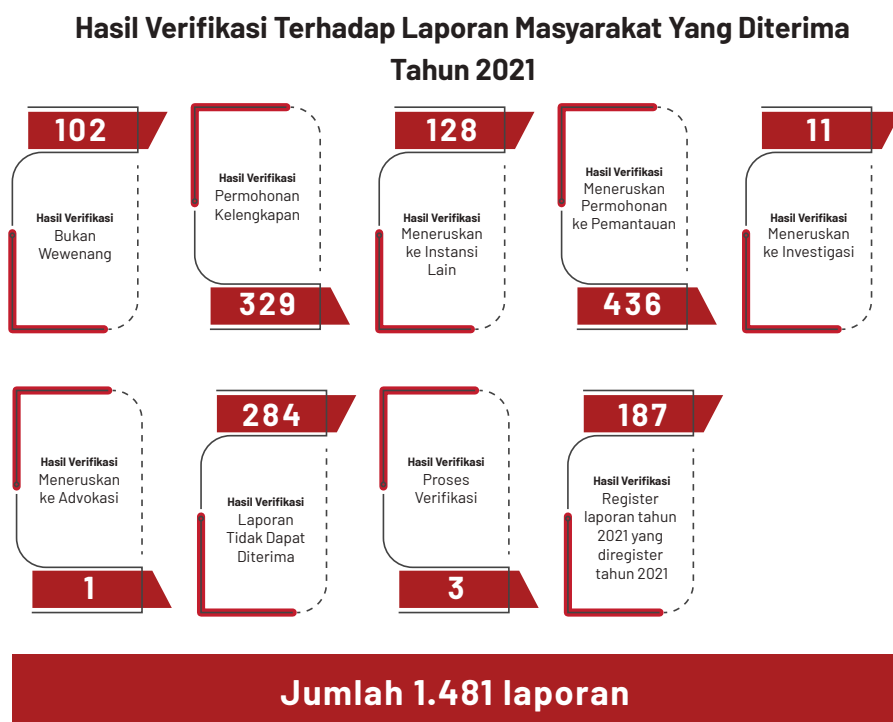 Hasil Verifikasi Terhadap Laporan Masyarakat Yang Diterima
Tahun 2021
102
Hasil Verifikasi
Bukan
Wewenang
Hasil Verifikasi
Permohonan
Kelengkapan
329
128
Hasil Verifikasi
Meneruskan
ke Instansi
Lain
Hasil Verifikasi
Meneruskan
Permohonan
ke Pemantauan
436
11
Hasil Verifikasi
Meneruskan
ke Investigasi
Hasil Verifikasi
Meneruskan
ke Advokasi
1
284
Hasil Verifikasi
Laporan
Tidak Dapat
Diterima
Hasil Verifikasi
Proses
Verifikasi
3
187
Hasil Verifikasi
Register
laporan tahun
2021 yang
diregister
tahun 2021
Jumlah 1.481 laporan